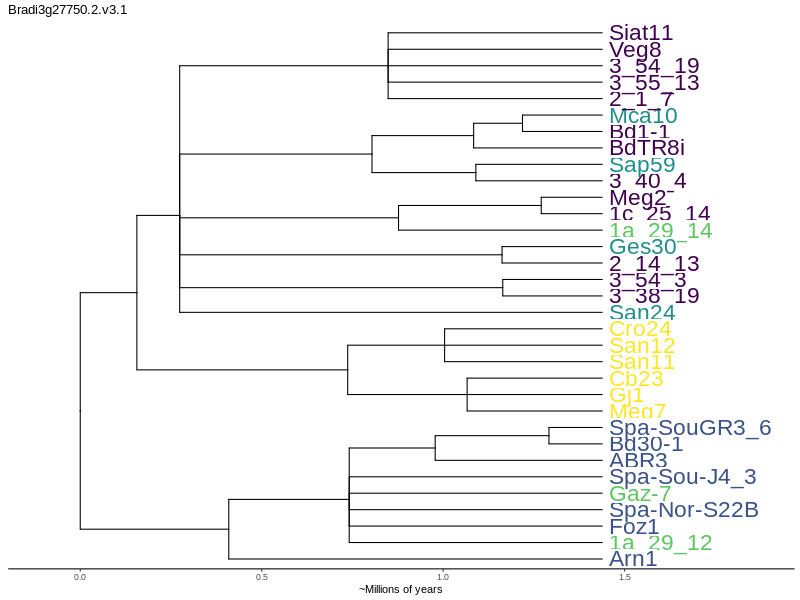 Bradi3g27750.2.v3.1
Siat11
Veg8
3_54_19
3_55_13
2_1_7
Mca10
Bd1-1
BdTR8i
Sap59
3_40_4
Meg2
1c_25_14
1a_29_14
Ges30
2_14_13
3_54_3
3_38_19
San24
Cro24
San12
San11
Cb23
Gj1
Meg7
Spa-SouGR3_6
Bd30-1
ABR3
Spa-Sou-J4_3
Gaz-7
Spa-Nor-S22B
Foz1
1a_29_12
Arn1
0.0 0.5 1.0 1.5
~Millions of years